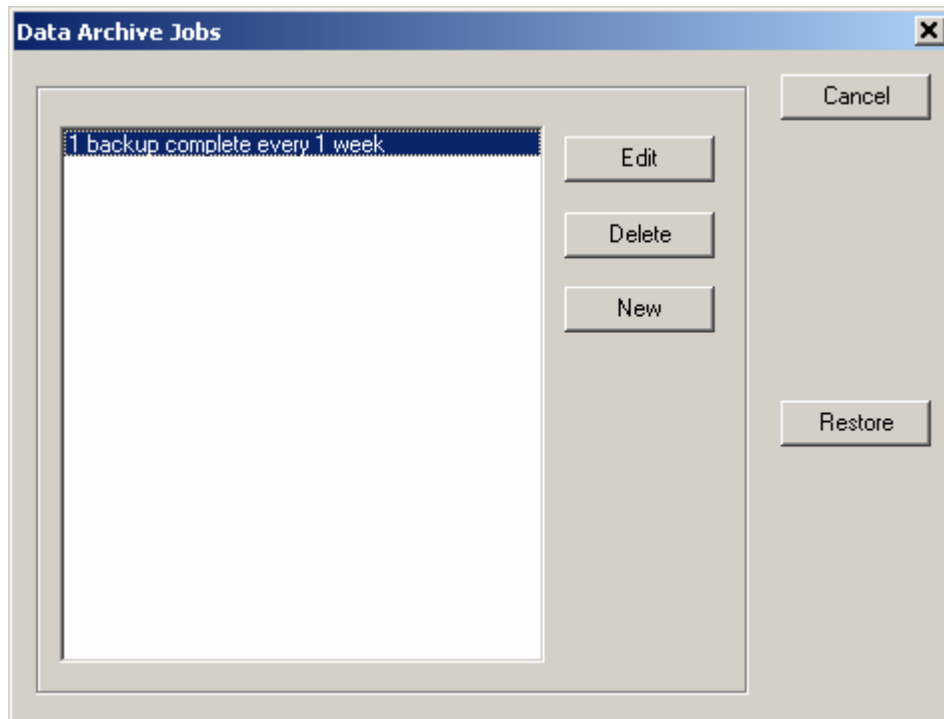 Data Archive Jobs
Cancel
1 backup complete every 1 week
Edit
Delete
New
Restore